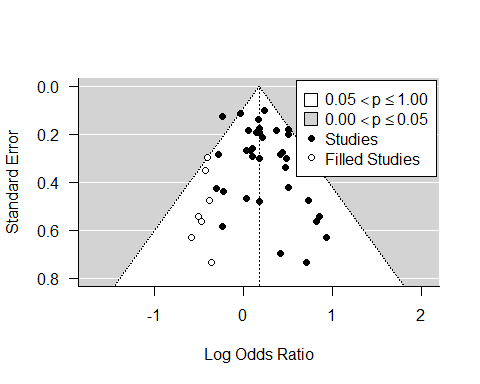 0.05 < p ≤ 1.00
0.00 < p ≤ 0.05
Studies
Filled Studies
Standard Error
0.0
0.2
0.4
0.6
0.8
-1
0
1
2
Log Odds Ratio